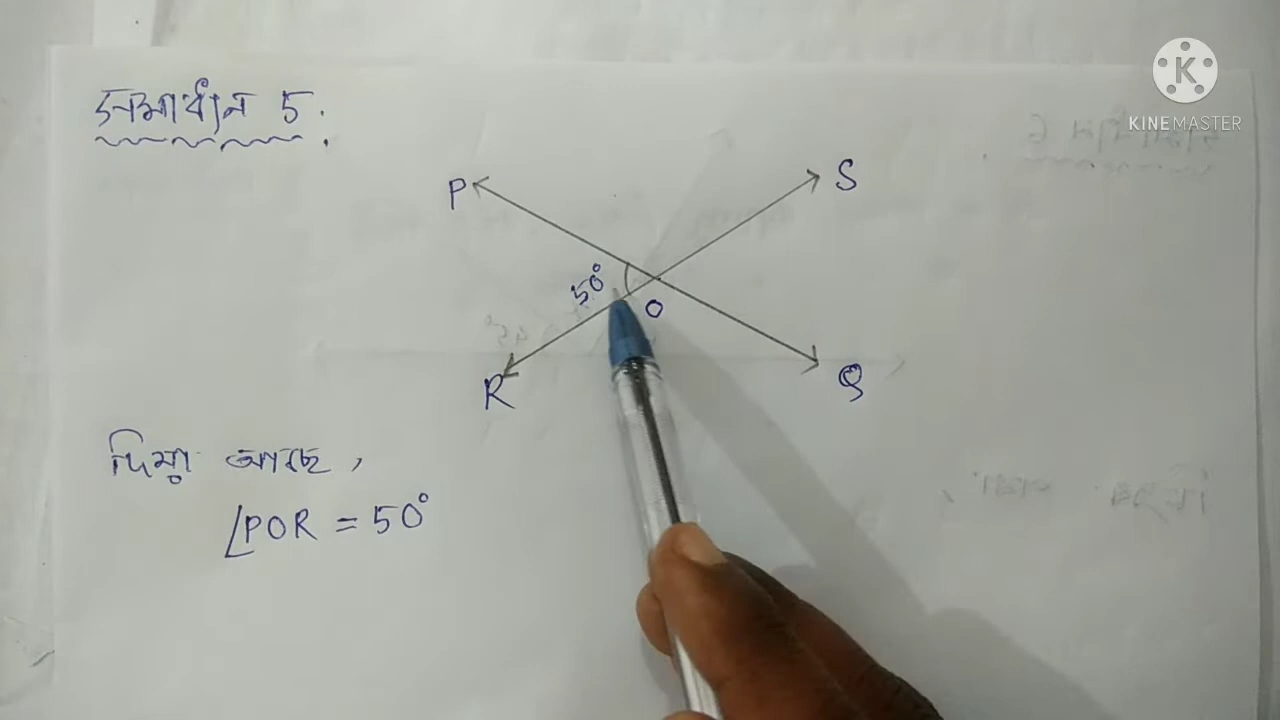 সমাধান 5:
KINEMASTER
P
S
50°
O
R
Q
দিয়া আছে,
∠POR = 50°